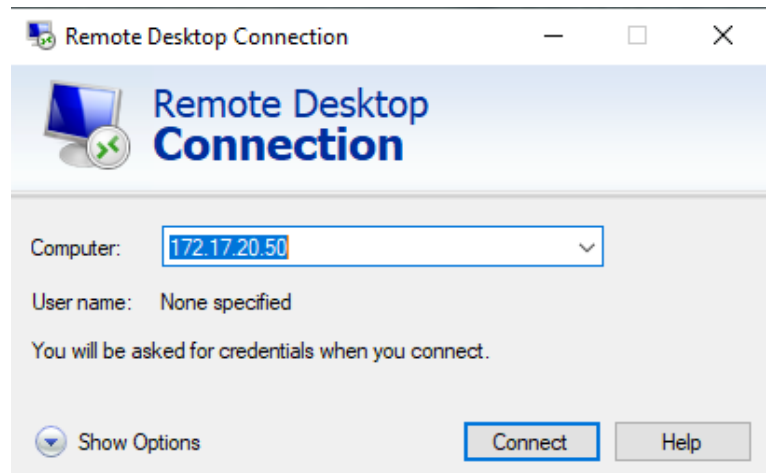 Remote Desktop Connection
Remote Desktop
Connection
Computer: 172.17.20.50
User name: None specified
You will be asked for credentials when you connect.
Show Options Connect Help